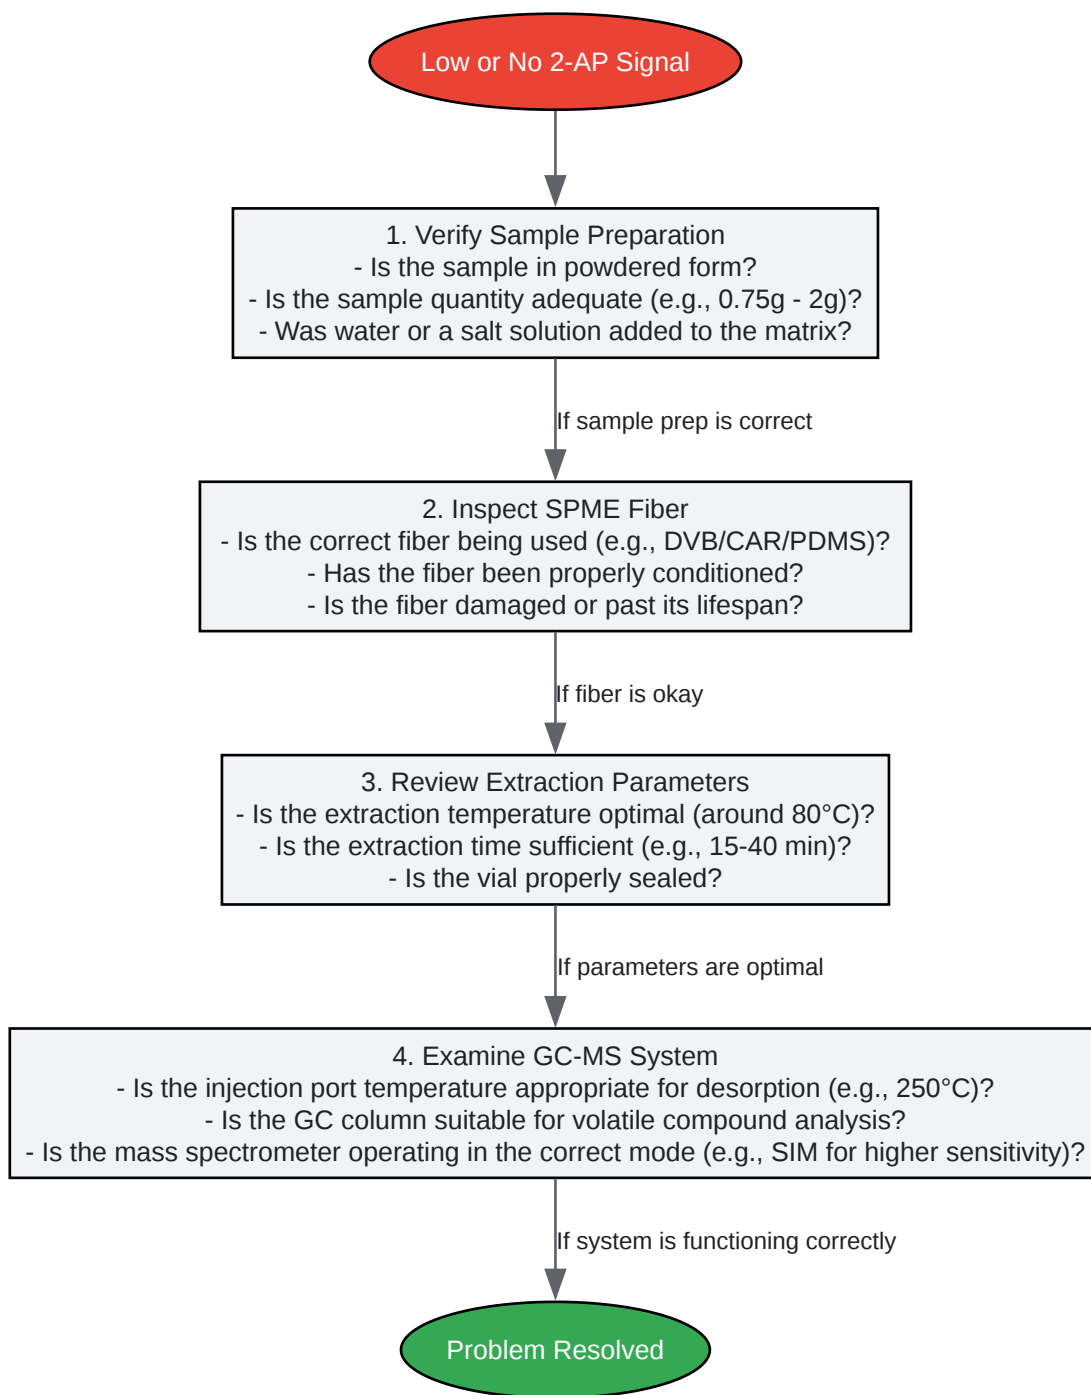 Low or No 2-AP Signal
1. Verify Sample Preparation
- Is the sample in powdered form?
- Is the sample quantity adequate (e.g., 0.75g - 2g)?
- Was water or a salt solution added to the matrix?
If sample prep is correct
2. Inspect SPME Fiber
- Is the correct fiber being used (e.g., DVB/CAR/PDMS)?
- Has the fiber been properly conditioned?
- Is the fiber damaged or past its lifespan?
If fiber is okay
3. Review Extraction Parameters
- Is the extraction temperature optimal (around 80°C)?
- Is the extraction time sufficient (e.g., 15-40 min)?
- Is the vial properly sealed?
If parameters are optimal
4. Examine GC-MS System
- Is the injection port temperature appropriate for desorption (e.g., 250°C)?
- Is the GC column suitable for volatile compound analysis?
- Is the mass spectrometer operating in the correct mode (e.g., SIM for higher sensitivity)?
If system is functioning correctly
Problem Resolved